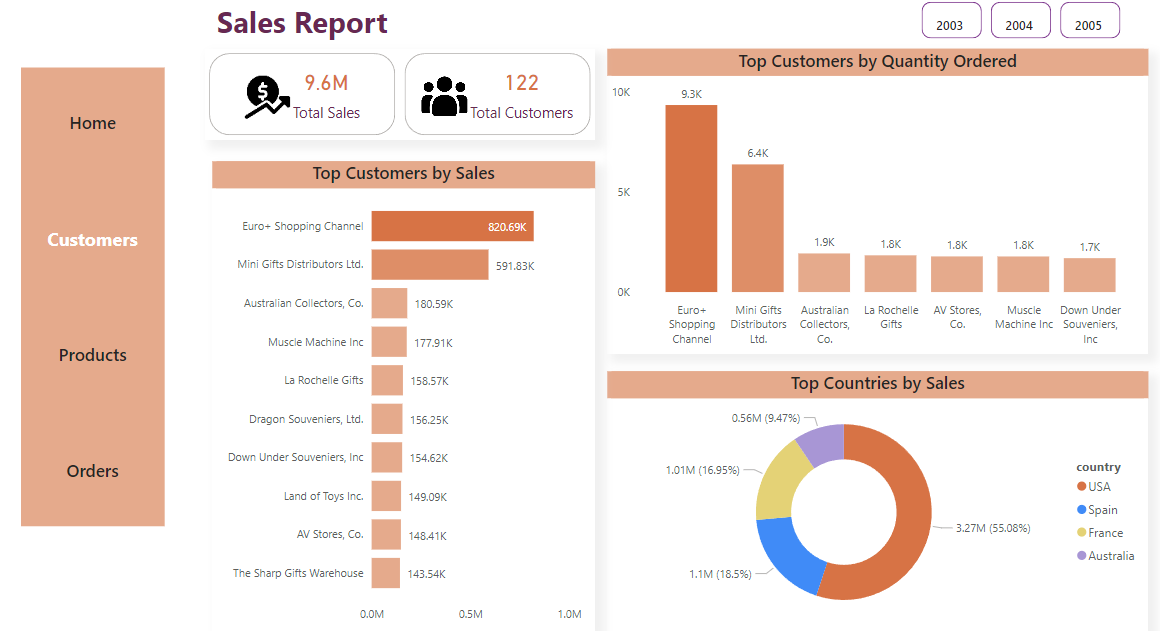 Sales Report
2003
2004
2005
Home
Customers
Products
Orders
9.6M
Total Sales
122
Total Customers
Top Customers by Sales
Euro+ Shopping Channel 820.69K
Mini Gifts Distributors Ltd. 591.83K
Australian Collectors, Co. 180.59K
Muscle Machine Inc 177.91K
La Rochelle Gifts 158.57K
Dragon Souveniers, Ltd. 156.25K
Down Under Souveniers, Inc 154.62K
Land of Toys Inc. 149.09K
AV Stores, Co. 148.41K
The Sharp Gifts Warehouse 143.54K
0.0M 0.5M 1.0M
Top Customers by Quantity Ordered
10K
5K
0K
9.3K
6.4K
1.9K
1.8K
1.8K
1.8K
1.7K
Euro+
Shopping
Channel
Mini Gifts
Distributors
Ltd.
Australian
Collectors,
Co.
La Rochelle
Gifts
AV Stores,
Co.
Muscle
Machine Inc
Down Under
Souveniers,
Inc
Top Countries by Sales
0.56M (9.47%)
1.01M (16.95%)
1.1M (18.5%)
3.27M (55.08%)
country
USA
Spain
France
Australia